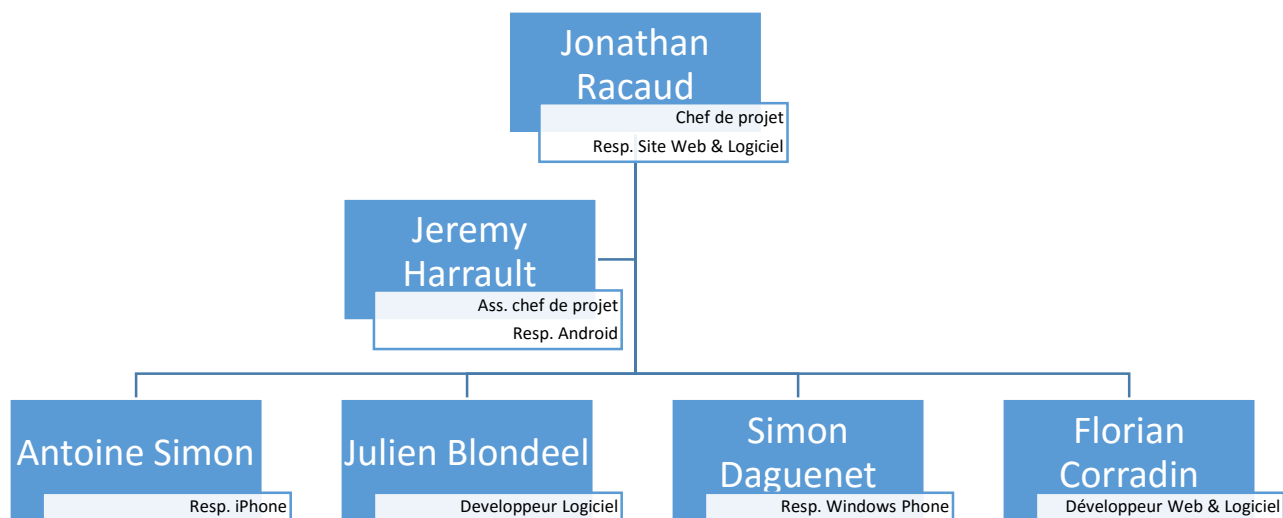 Jonathan
Racaud
Chef de projet
Resp. Site Web & Logiciel
Jeremy
Harrault
Ass. chef de projet
Resp. Android
Antoine Simon
Resp. iPhone
Julien Blondeel
Developpeur Logiciel
Simon
Daguenet
Resp. Windows Phone
Florian
Corradin
Développeur Web & Logiciel